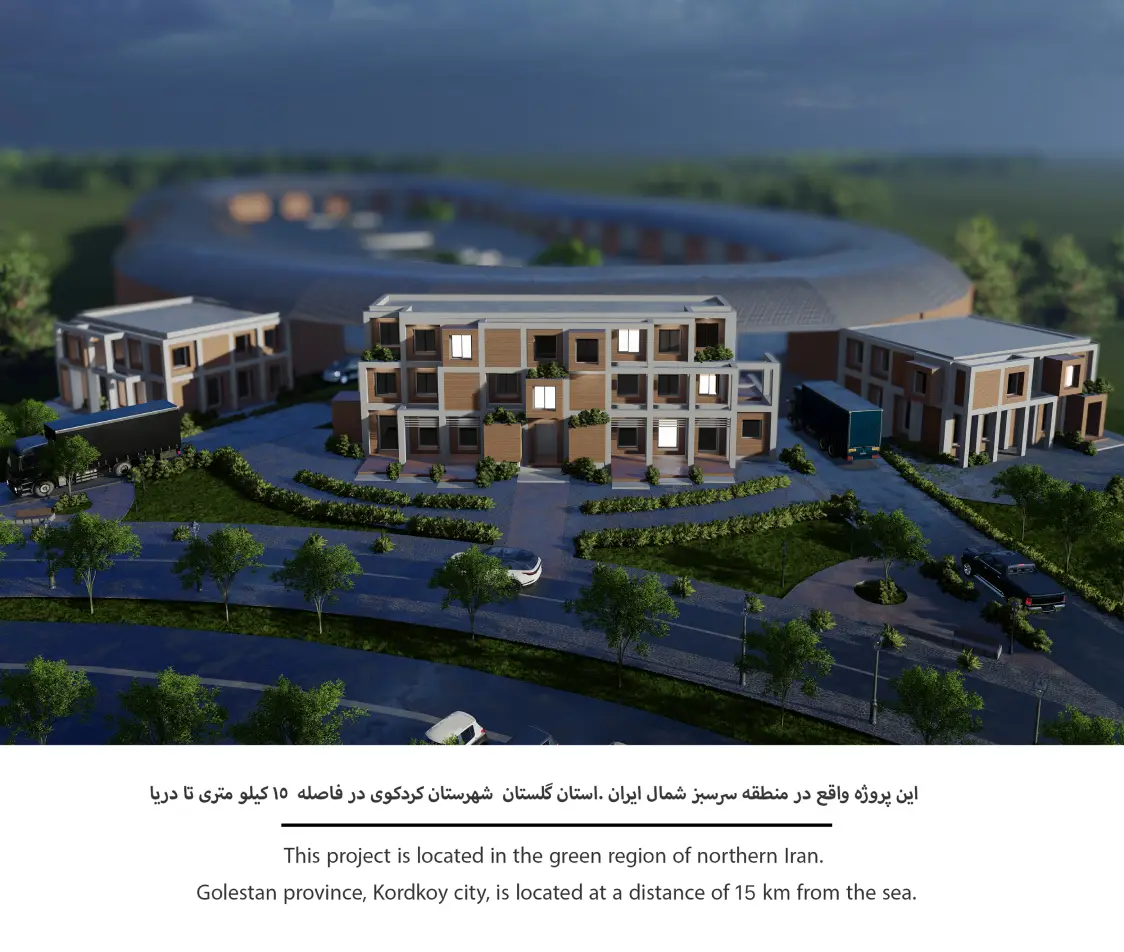 این پروژه واقع در منطقه سرسبز شمال ایران .استان گلستان شهرستان کردکوی در فاصله ۱۵ کیلو متری تا دریا
This project is located in the green region of northern Iran.
Golestan province, Kordkoy city, is located at a distance of 15 km from the sea.